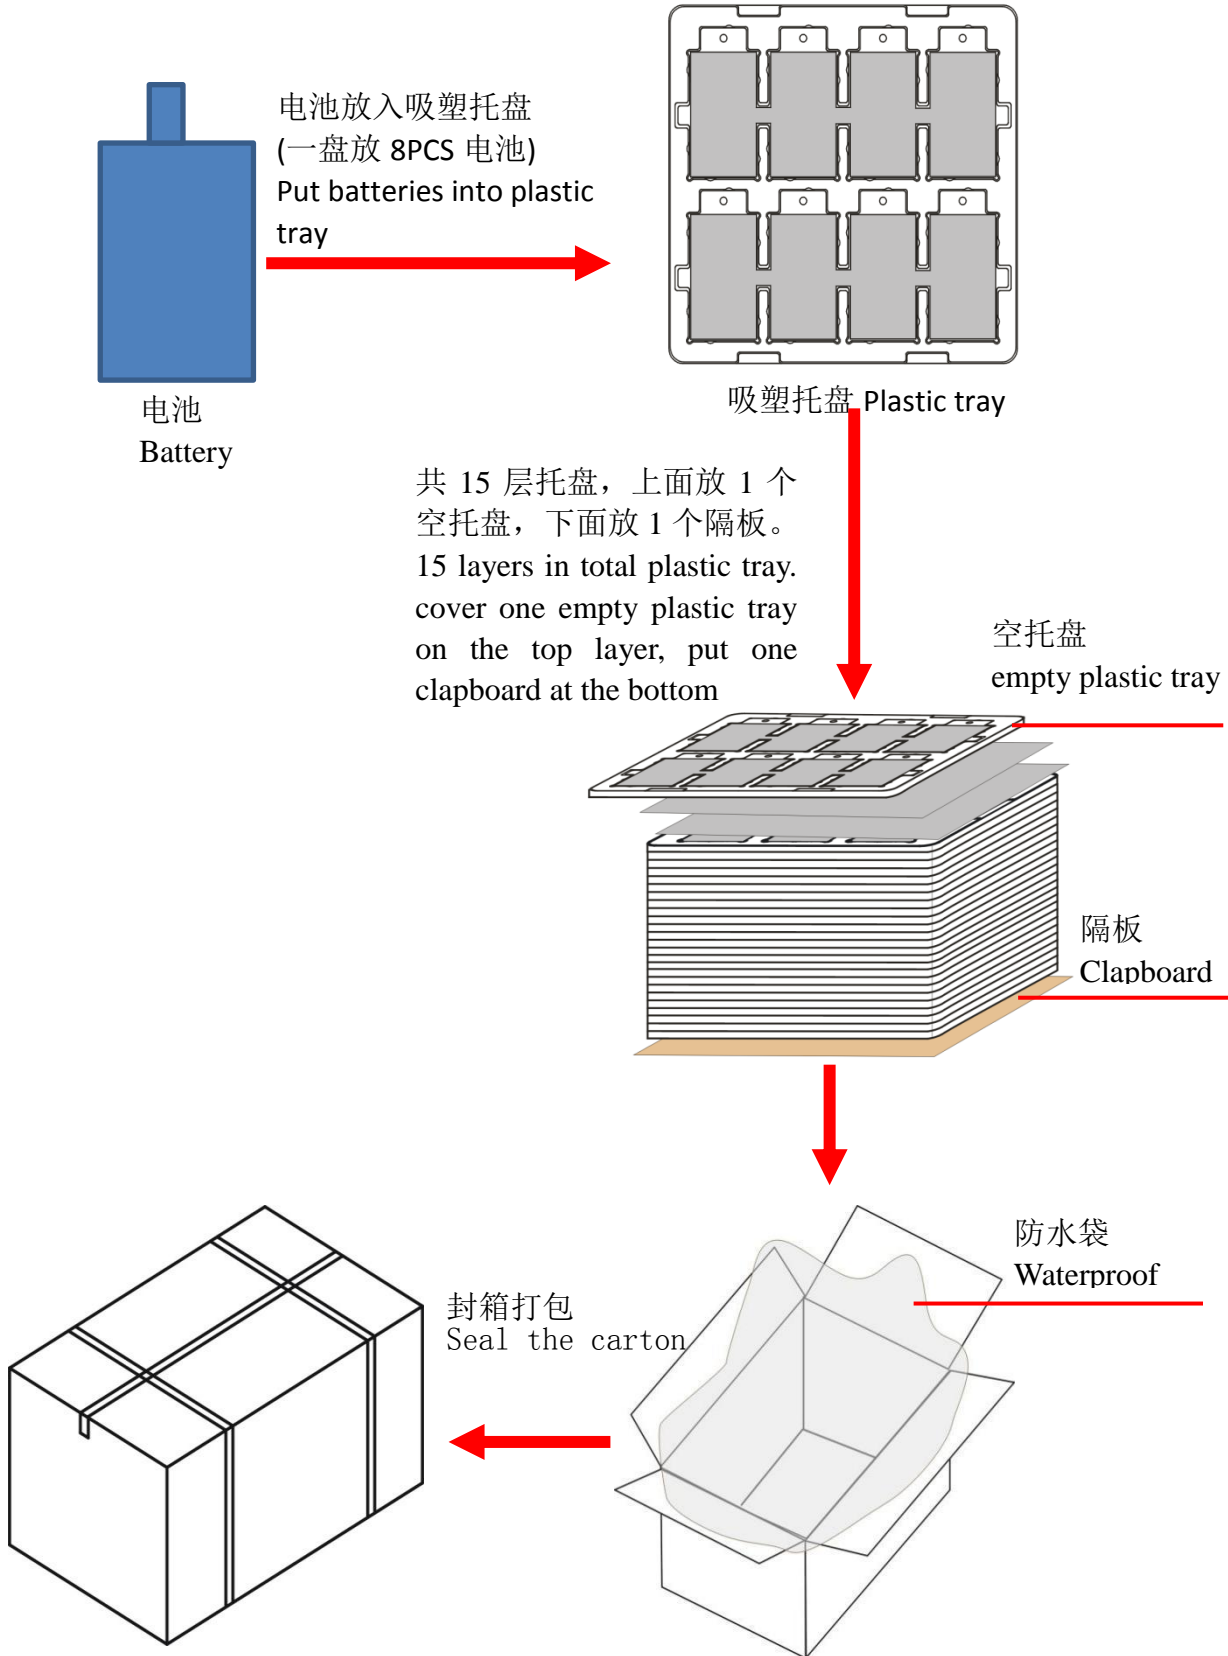 电池放入吸塑托盘
(一盘放 8PCS 电池)
Put batteries into plastic
tray
电池
Battery
吸塑托盘 Plastic tray
共 15 层托盘，上面放 1 个
空托盘，下面放 1 个隔板。
15 layers in total plastic tray.
cover one empty plastic tray
on the top layer, put one
clapboard at the bottom
空托盘
empty plastic tray
隔板
Clapboard
防水袋
Waterproof
封箱打包
Seal the carton